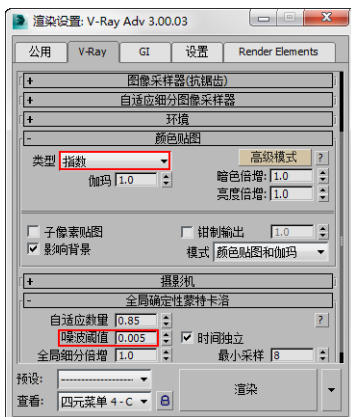 渲染设置: V-Ray Adv 3.00.03
公用 V-Ray GI 设置 Render Elements
+ 图像采样器(抗锯齿)
+ 自适应细分图像采样器
+ 环境
- 颜色贴图
类型 指数 高级模式 ?
伽玛 1.0 暗色倍增: 1.0
亮度倍增: 1.0
子像素贴图 钳制输出 1.0
影响背景 模式 颜色贴图和伽玛
+ 摄影机
- 全局确定性蒙特卡洛
自适应数量 0.85 ?
噪波阈值 0.005 时间独立
全局细分倍增 1.0 最小采样 8
预设: -------------------- 渲染
查看: 四元菜单 4 - C